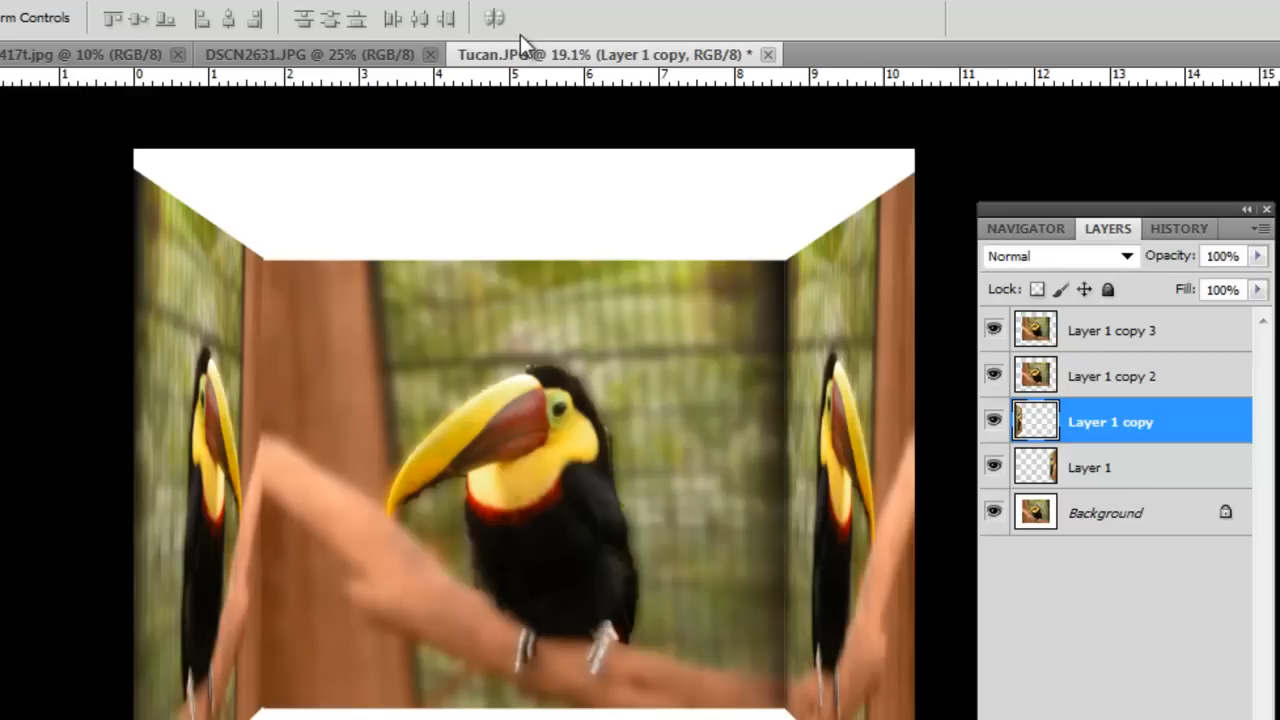 rm Controls
417t.jpg @ 10% (RGB/8) DSCN2631.JPG @ 25% (RGB/8) Tucan.JPG @ 19.1% (Layer 1 copy, RGB/8) *
1 0 1 2 3 4 5 6 7 8 9 10 11 12 13 14 15
NAVIGATOR LAYERS HISTORY
Normal Opacity: 100%
Lock: Fill: 100%
Layer 1 copy 3
Layer 1 copy 2
Layer 1 copy
Layer 1
Background